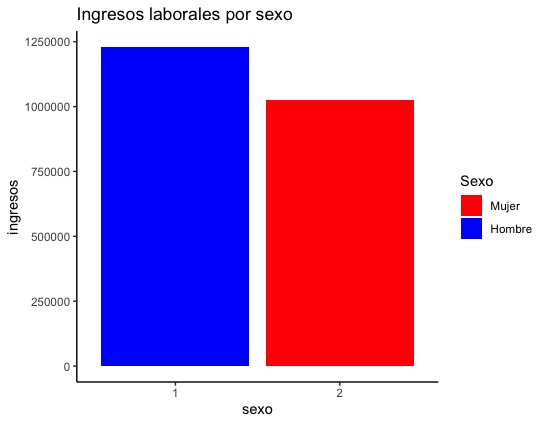 Ingresos laborales por sexo
ingresos
1250000
1000000
750000
500000
250000
0
1
2
sexo
Sexo
Mujer
Hombre